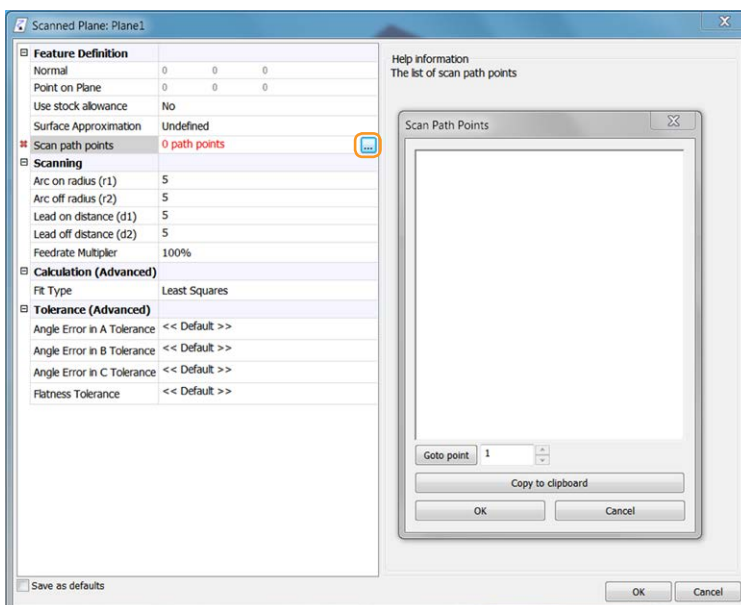 Scanned Plane: Plane1
Feature Definition
Normal 0 0 0
Point on Plane 0 0 0
Use stock allowance No
Surface Approximation Undefined
Scan path points 0 path points ...
Scanning
Arc on radius (r1) 5
Arc off radius (r2) 5
Lead on distance (d1) 5
Lead off distance (d2) 5
Feedrate Multiplier 100%
Calculation (Advanced)
Fit Type Least Squares
Tolerance (Advanced)
Angle Error in A Tolerance << Default >>
Angle Error in B Tolerance << Default >>
Angle Error in C Tolerance << Default >>
Flatness Tolerance << Default >>
Save as defaults
Help information
The list of scan path points
Scan Path Points
Goto point 1
Copy to clipboard
OK Cancel
OK Cancel